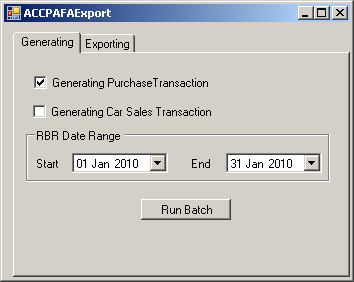 ACCPAFAExport
Generating Exporting
Generating PurchaseTransaction
Generating Car Sales Transaction
RBR Date Range
Start 01 Jan 2010 End 31 Jan 2010
Run Batch